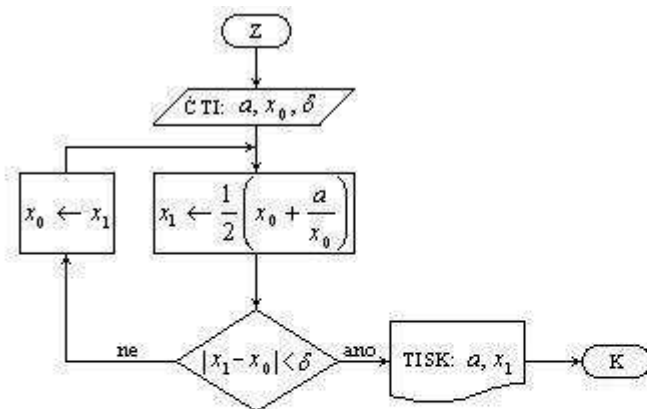 Z
ČTI: a, x₀, δ
x₀ ← x₁
x₁ ← 1/2 (x₀ + a/x₀)
|x₁ - x₀| < δ
ne
ano
TISK: a, x₁
K